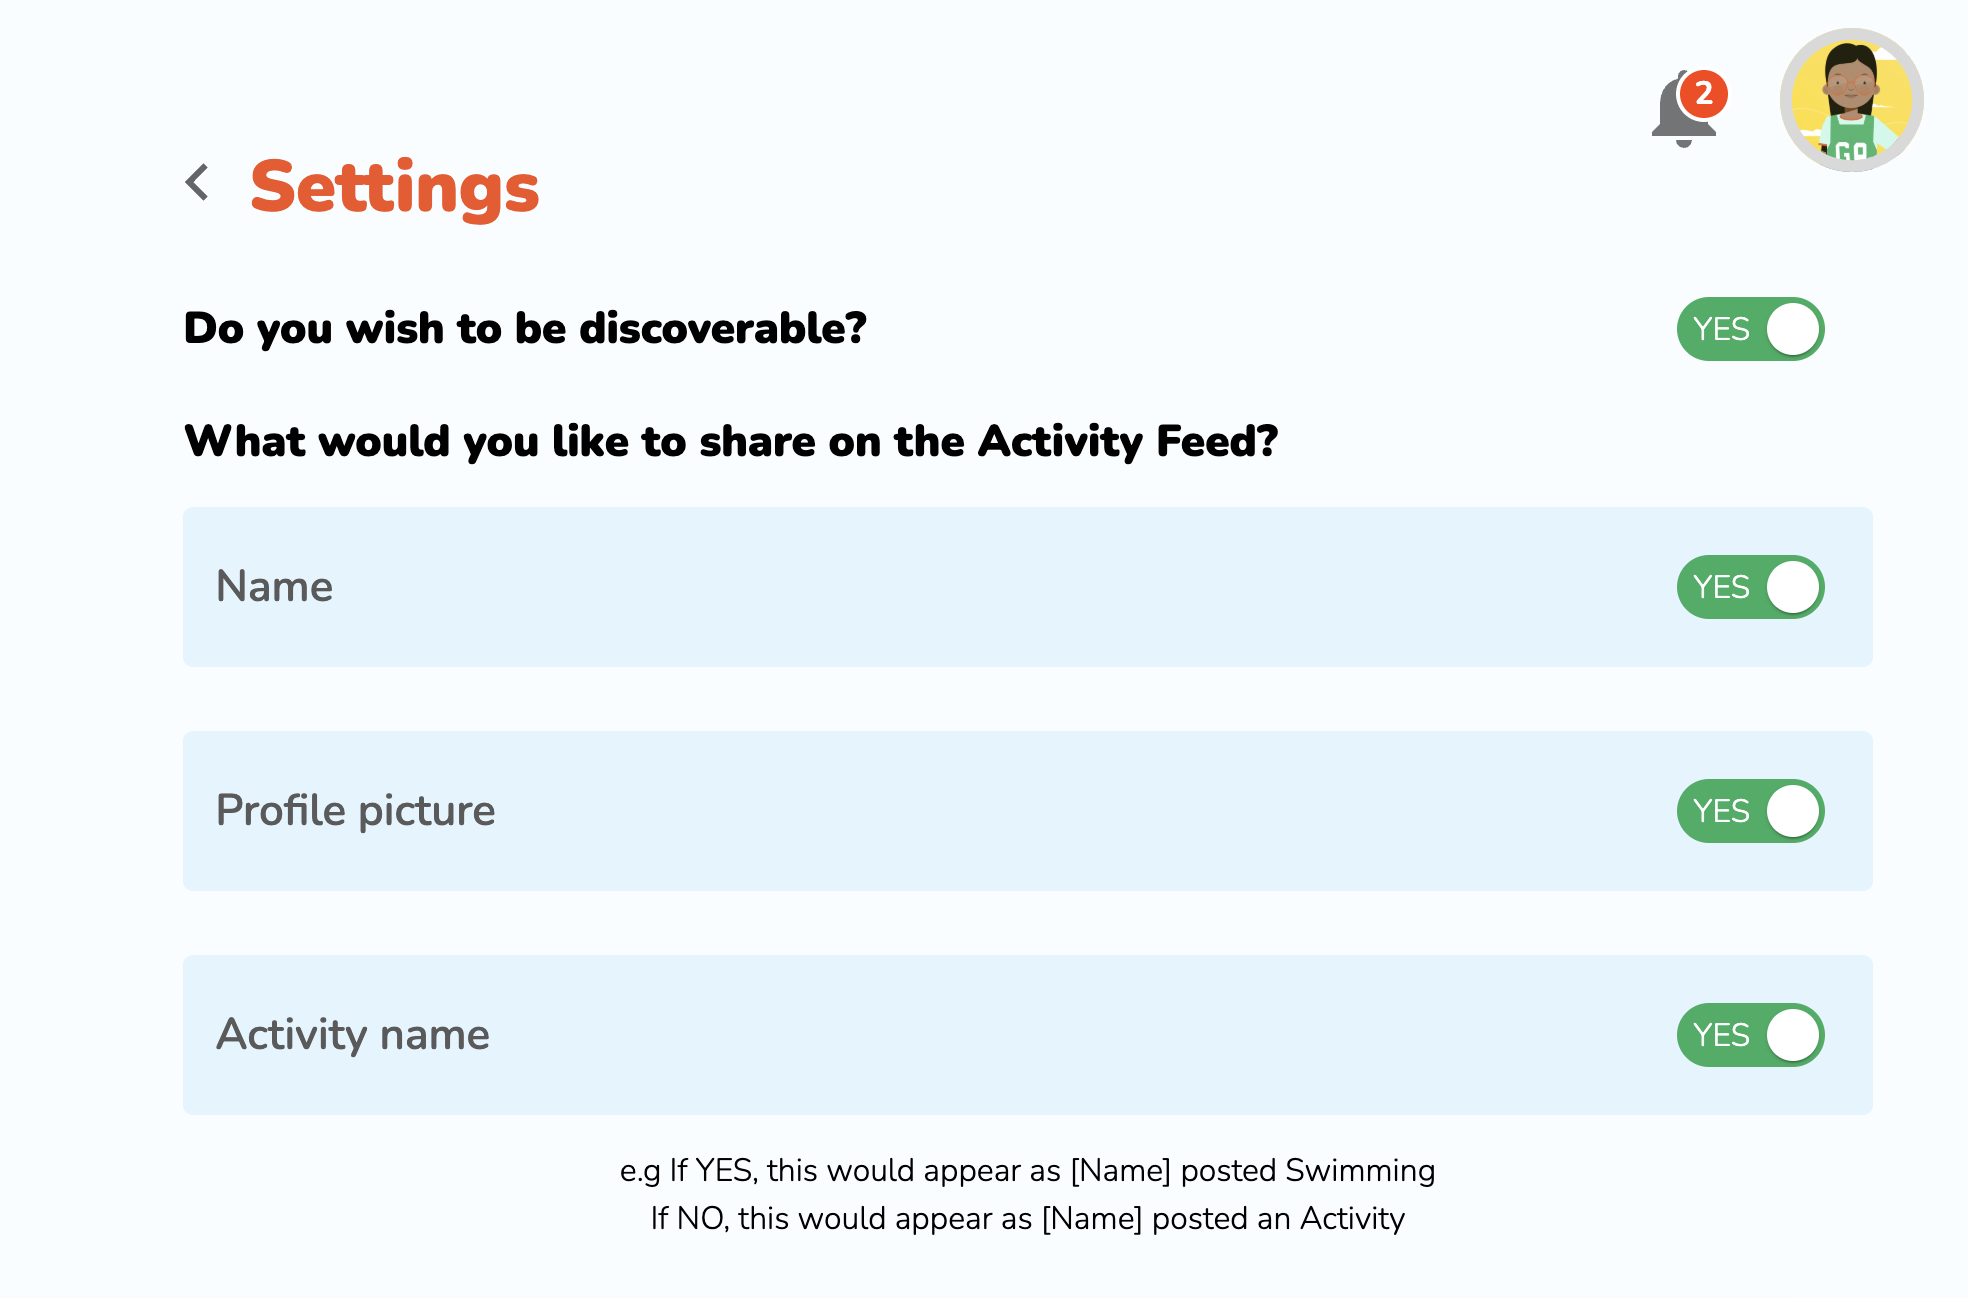 2
GA
Settings
Do you wish to be discoverable?
YES
What would you like to share on the Activity Feed?
Name
YES
Profile picture
YES
Activity name
YES
e.g If YES, this would appear as [Name] posted Swimming
If NO, this would appear as [Name] posted an Activity